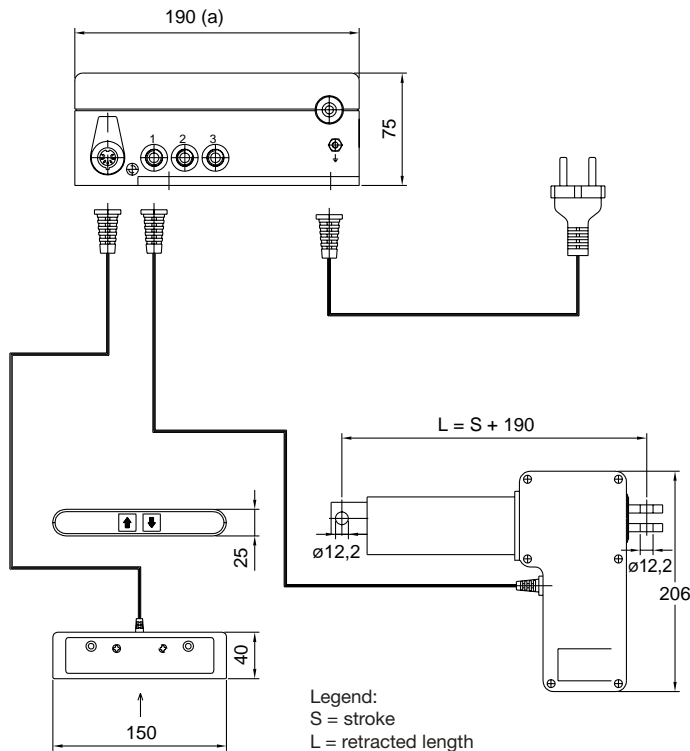 190 (a)
75
1 2 3
L = S + 190
ø12,2
ø12,2
206
25
40
150
Legend:
S = stroke
L = retracted length